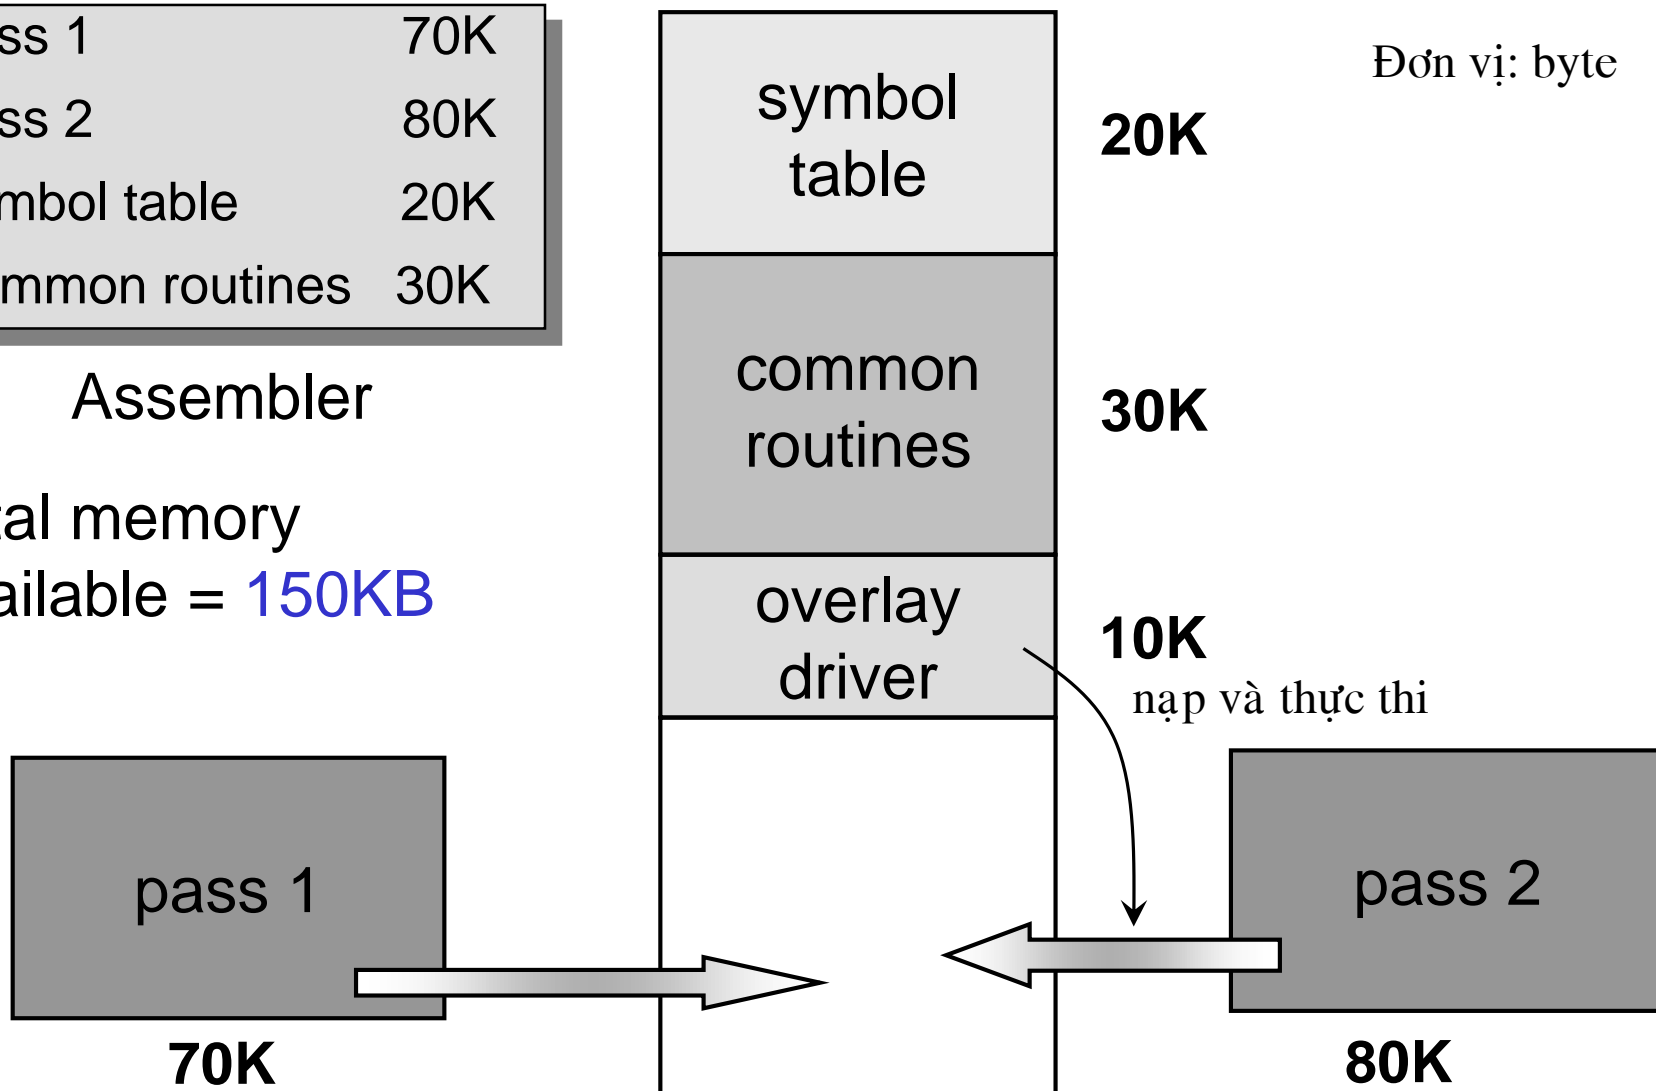 ss 1 70K
ss 2 80K
mbol table 20K
mmon routines 30K
Assembler
tal memory
ailable = 150KB
symbol
table
20K
Đơn vị: byte
common
routines
30K
overlay
driver
10K
nạp và thực thi
pass 1
70K
pass 2
80K